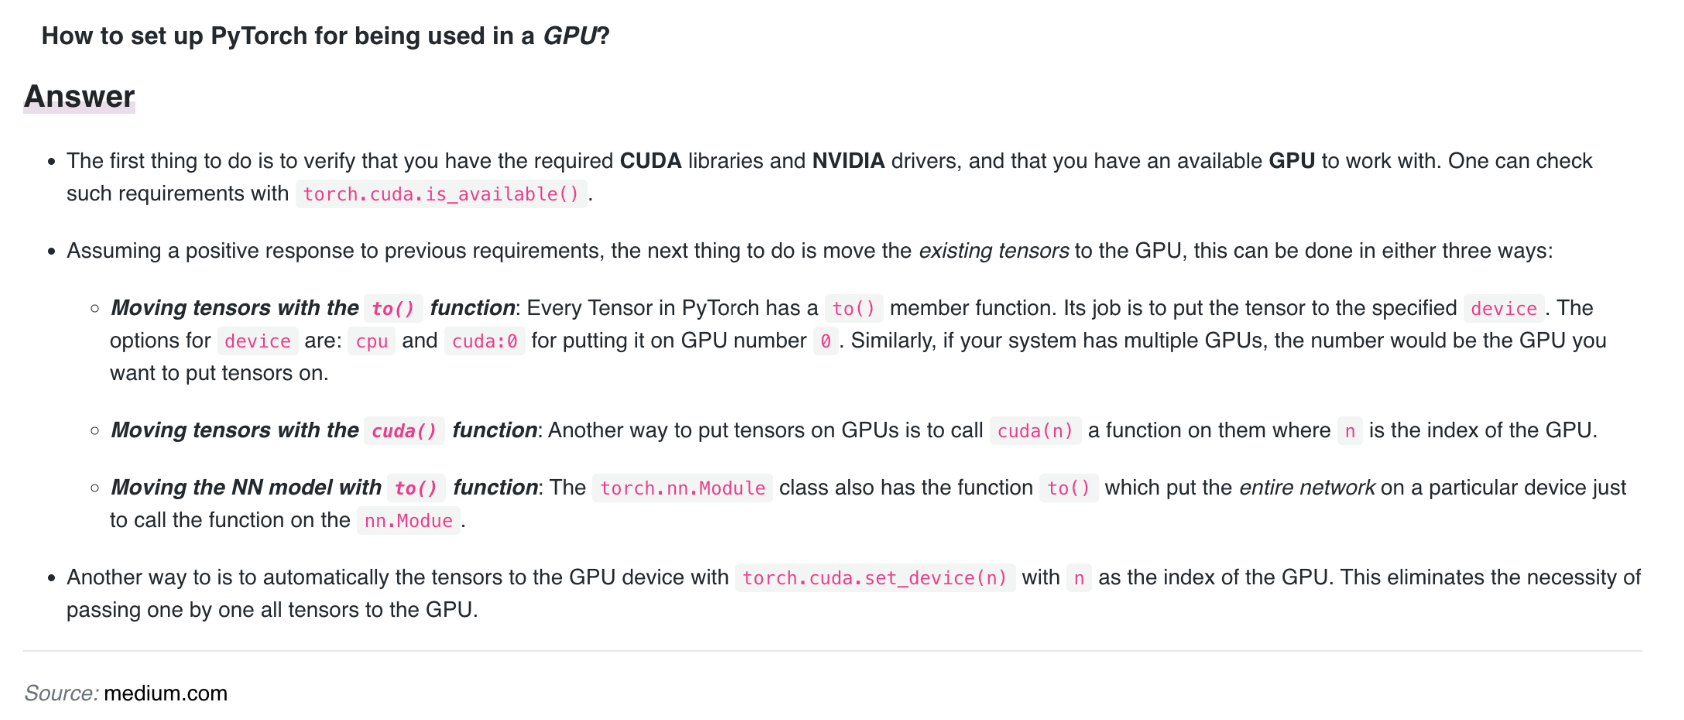 How to set up PyTorch for being used in a GPU?
Answer
• The first thing to do is to verify that you have the required CUDA libraries and NVIDIA drivers, and that you have an available GPU to work with. One can check
such requirements with torch.cuda.is_available() .
• Assuming a positive response to previous requirements, the next thing to do is move the existing tensors to the GPU, this can be done in either three ways:
◦ Moving tensors with the to() function: Every Tensor in PyTorch has a to() member function. Its job is to put the tensor to the specified device . The
options for device are: cpu and cuda:0 for putting it on GPU number 0 . Similarly, if your system has multiple GPUs, the number would be the GPU you
want to put tensors on.
◦ Moving tensors with the cuda() function: Another way to put tensors on GPUs is to call cuda(n) a function on them where n is the index of the GPU.
◦ Moving the NN model with to() function: The torch.nn.Module class also has the function to() which put the entire network on a particular device just
to call the function on the nn.Modue .
• Another way to is to automatically the tensors to the GPU device with torch.cuda.set_device(n) with n as the index of the GPU. This eliminates the necessity of
passing one by one all tensors to the GPU.
Source: medium.com